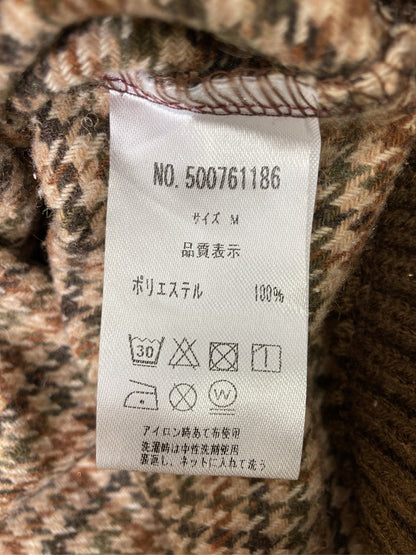 NO.500761186
サイズ M
品質表示
ポリエステル 100%
30
W
アイロン時あて布使用
洗濯時は中性洗剤使用
裏返し、ネットに入れて洗う